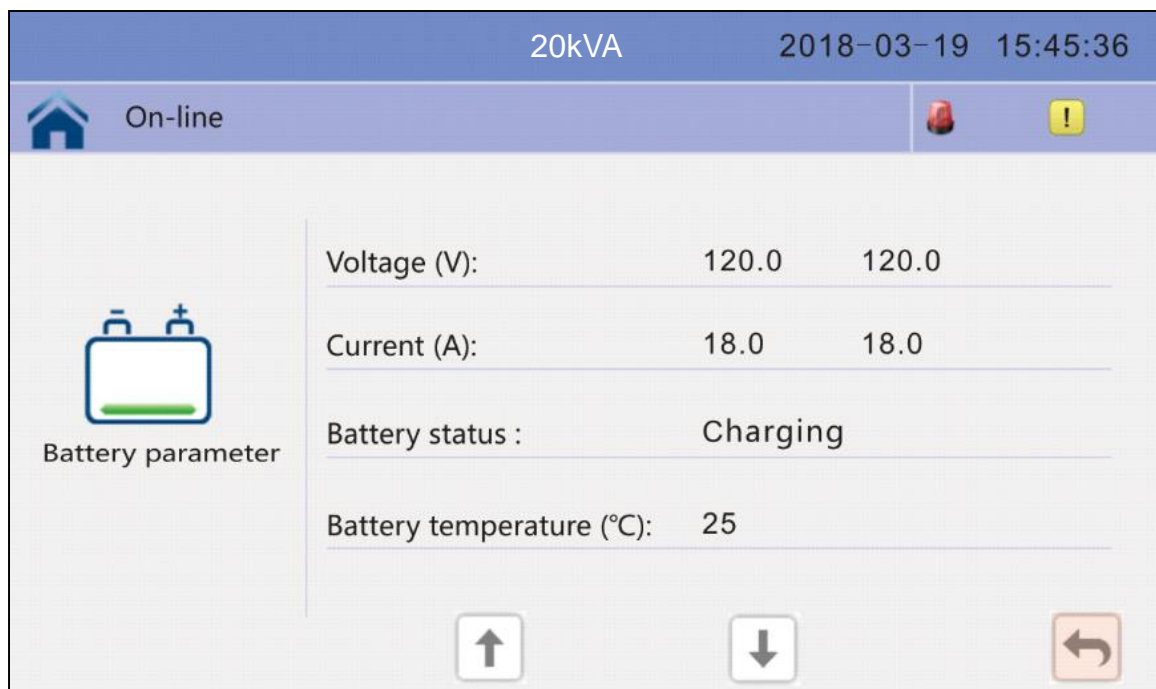 20kVA 2018-03-19 15:45:36
On-line !
Voltage (V): 120.0 120.0
Current (A): 18.0 18.0
Battery status : Charging
Battery parameter
Battery temperature (℃): 25